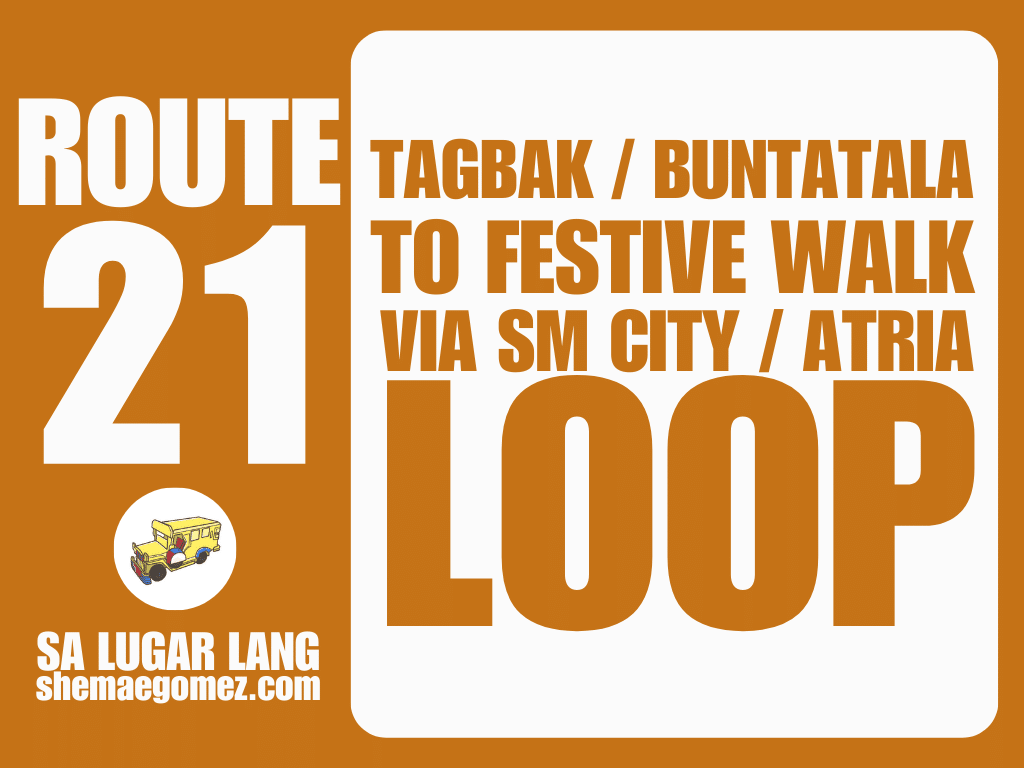 ROUTE
21
SA LUGAR LANG
shemaegomez.com
TAGBAK / BUNTATALA
TO FESTIVE WALK
VIA SM CITY / ATRIA
LOOP